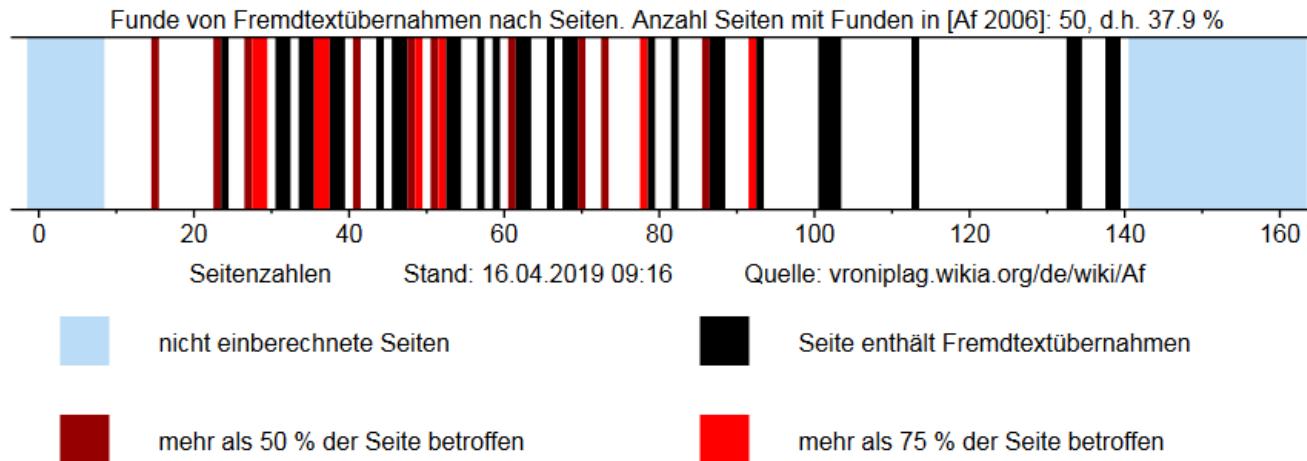 Funde von Fremdtextübernahmen nach Seiten. Anzahl Seiten mit Funden in [Af 2006]: 50, d.h. 37.9 %
0 20 40 60 80 100 120 140 160
Seitenzahlen Stand: 16.04.2019 09:16 Quelle: vroniplag.wikia.org/de/wiki/Af
nicht einberechnete Seiten Seite enthält Fremdtextübernahmen
mehr als 50 % der Seite betroffen mehr als 75 % der Seite betroffen